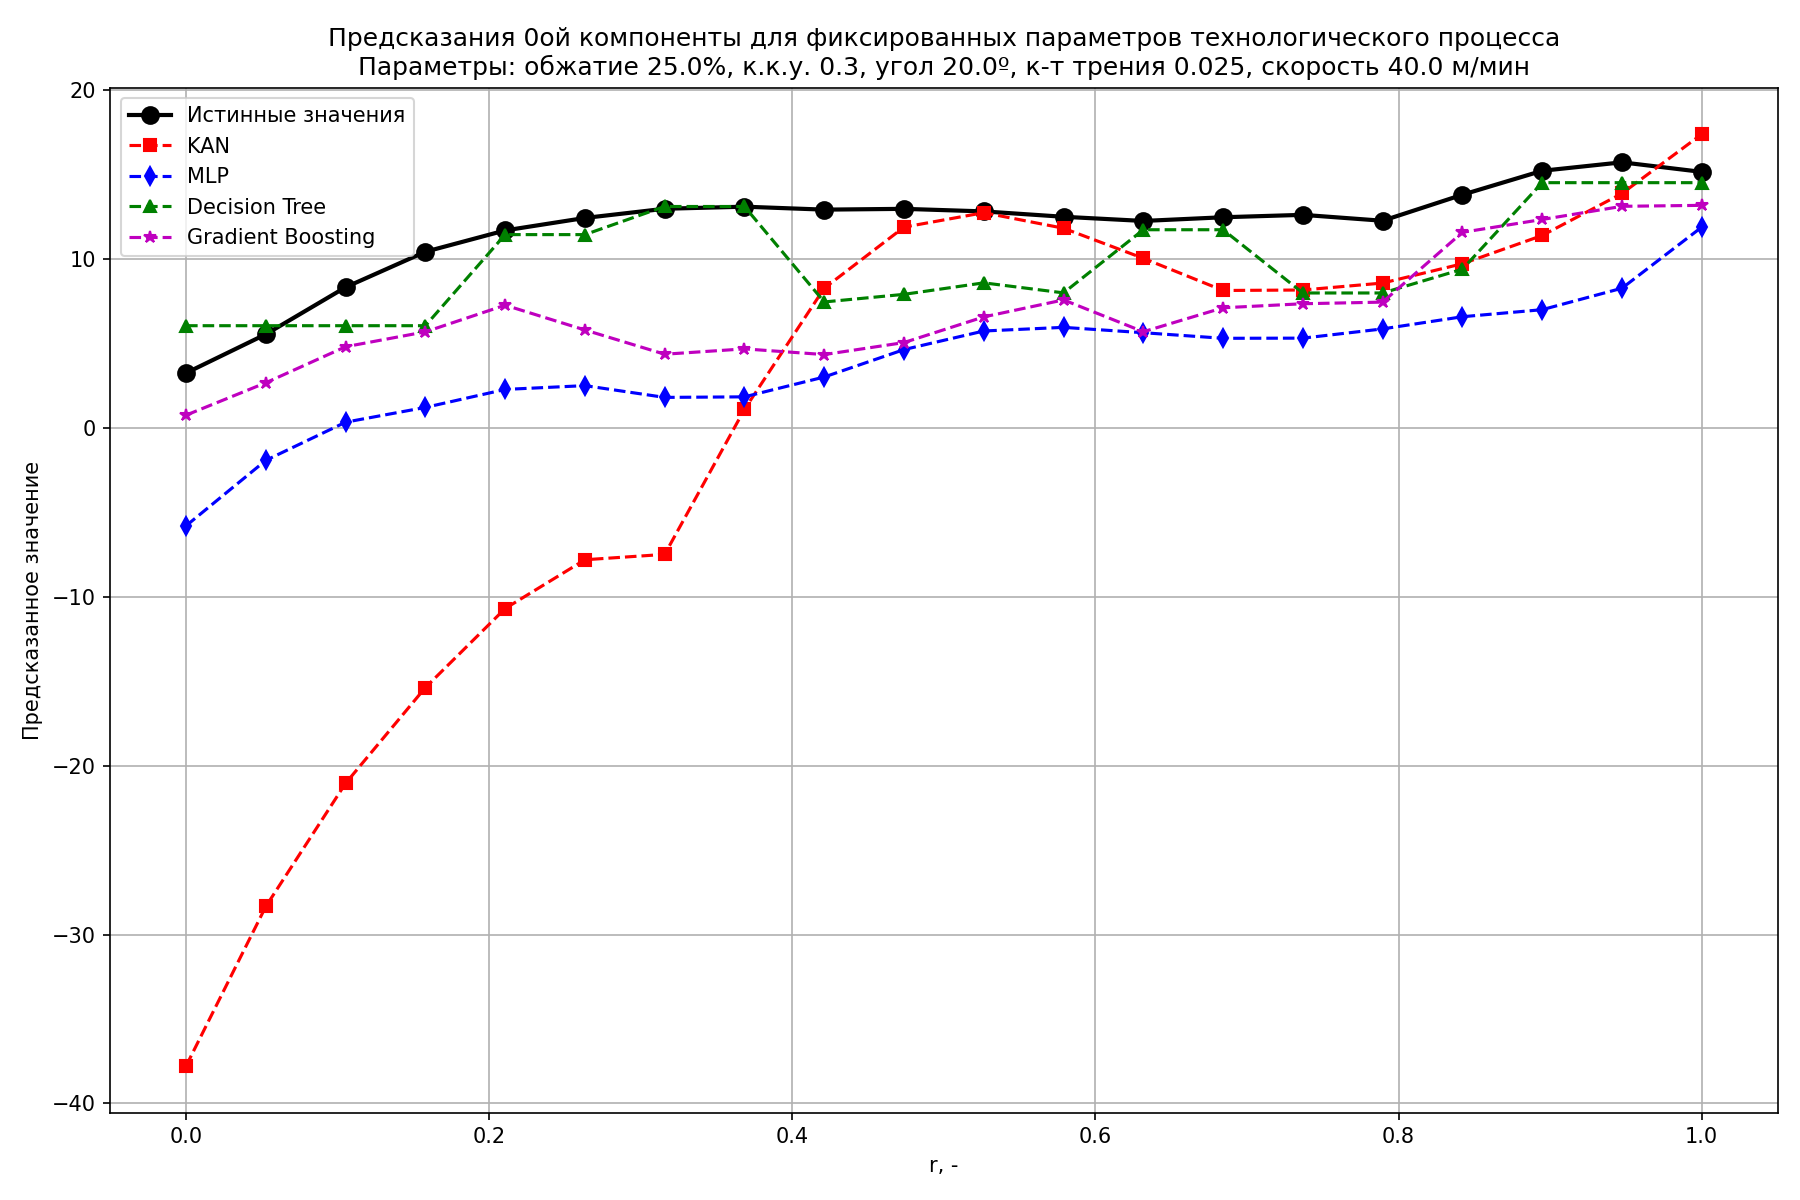 Предсказания 0ой компоненты для фиксированных параметров технологического процесса
Параметры: обжатие 25.0%, к.к.у. 0.3, угол 20.0º, к-т трения 0.025, скорость 40.0 м/мин
Истинные значения
KAN
MLP
Decision Tree
Gradient Boosting
Предсказанное значение
20
10
0
−10
−20
−30
−40
0.0
0.2
0.4
0.6
0.8
1.0
r, -